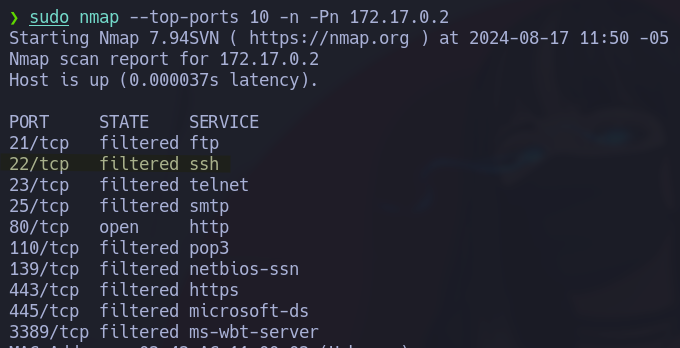 ❯ sudo nmap --top-ports 10 -n -Pn 172.17.0.2
Starting Nmap 7.94SVN ( https://nmap.org ) at 2024-08-17 11:50 -05
Nmap scan report for 172.17.0.2
Host is up (0.000037s latency).

PORT     STATE    SERVICE
21/tcp   filtered ftp
22/tcp   filtered ssh
23/tcp   filtered telnet
25/tcp   filtered smtp
80/tcp   open     http
110/tcp  filtered pop3
139/tcp  filtered netbios-ssn
443/tcp  filtered https
445/tcp  filtered microsoft-ds
3389/tcp filtered ms-wbt-server